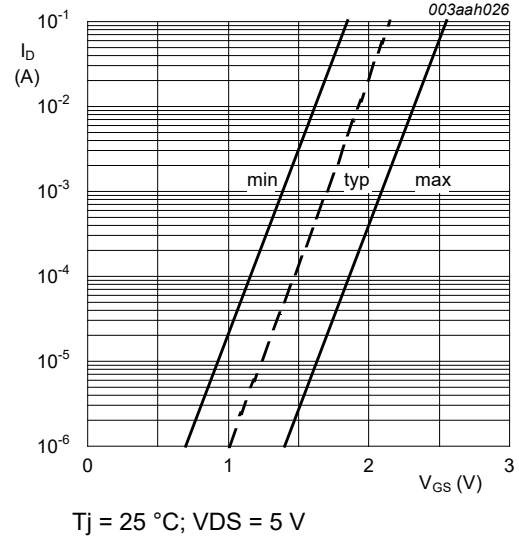 003aah026
10⁻¹
I_D
(A)
10⁻²
10⁻³
min
typ
max
10⁻⁴
10⁻⁵
10⁻⁶
0
1
2
3
V_GS (V)
Tj = 25 °C; VDS = 5 V